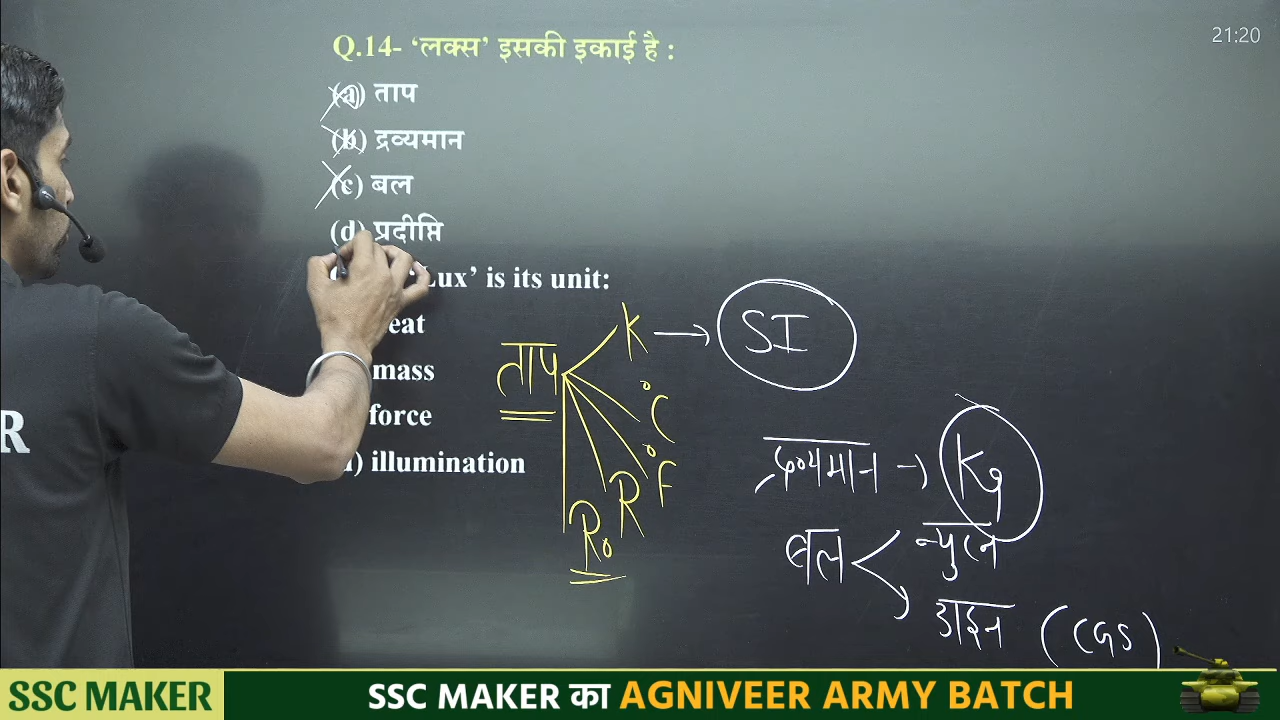 21:20
Q.14- ‘लक्स’ इसकी इकाई है :
(a) ताप
(b) द्रव्यमान
(c) बल
(d) प्रदीप्ति
Lux’ is its unit:
eat
mass
force
illumination
ताप
K → SI
°C
°F
R
Ro
द्रव्यमान → Kg
बल
न्युटन
डाइन (CGS)
R
SSC MAKER
SSC MAKER का AGNIVEER ARMY BATCH